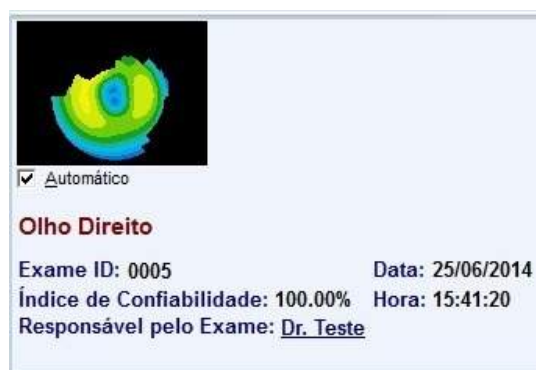 Automático
Olho Direito
Exame ID: 0005 Data: 25/06/2014
Índice de Confiabilidade: 100.00% Hora: 15:41:20
Responsável pelo Exame: Dr. Teste